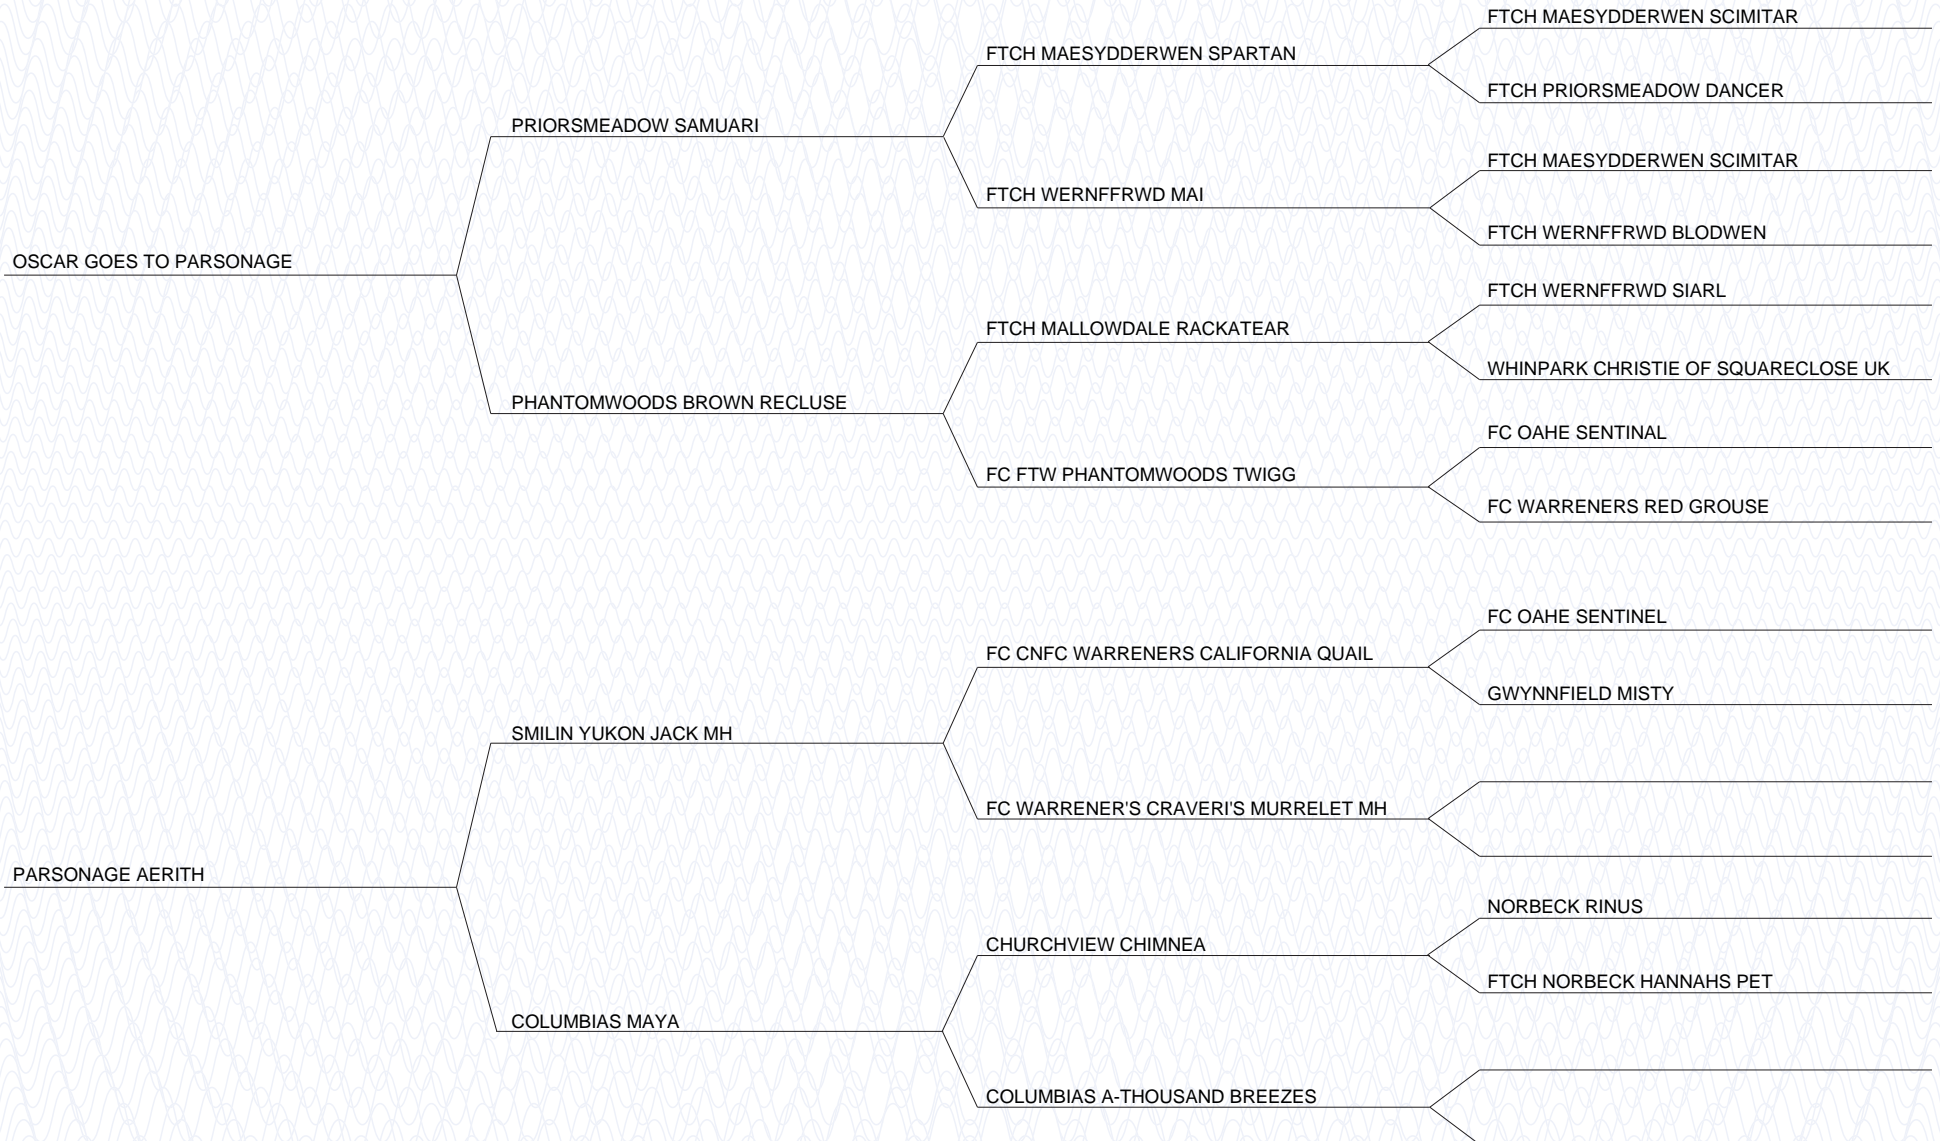 FTCH MAESYDDERWEN SCIMITAR
FTCH MAESYDDERWEN SPARTAN
FTCH PRIORSMEADOW DANCER
PRIORSMEADOW SAMUARI
FTCH MAESYDDERWEN SCIMITAR
FTCH WERNFFRWD MAI
FTCH WERNFFRWD BLODWEN
OSCAR GOES TO PARSONAGE
FTCH WERNFFRWD SIARL
FTCH MALLOWDALE RACKATEAR
WHINPARK CHRISTIE OF SQUARECLOSE UK
PHANTOMWOODS BROWN RECLUSE
FC OAHE SENTINAL
FC FTW PHANTOMWOODS TWIGG
FC WARRENERS RED GROUSE
FC OAHE SENTINEL
FC CNFC WARRENERS CALIFORNIA QUAIL
GWYNNFIELD MISTY
SMILIN YUKON JACK MH
FC WARRENER'S CRAVERI'S MURRELET MH
PARSONAGE AERITH
NORBECK RINUS
CHURCHVIEW CHIMNEA
FTCH NORBECK HANNAHS PET
COLUMBIAS MAYA
COLUMBIAS A-THOUSAND BREEZES